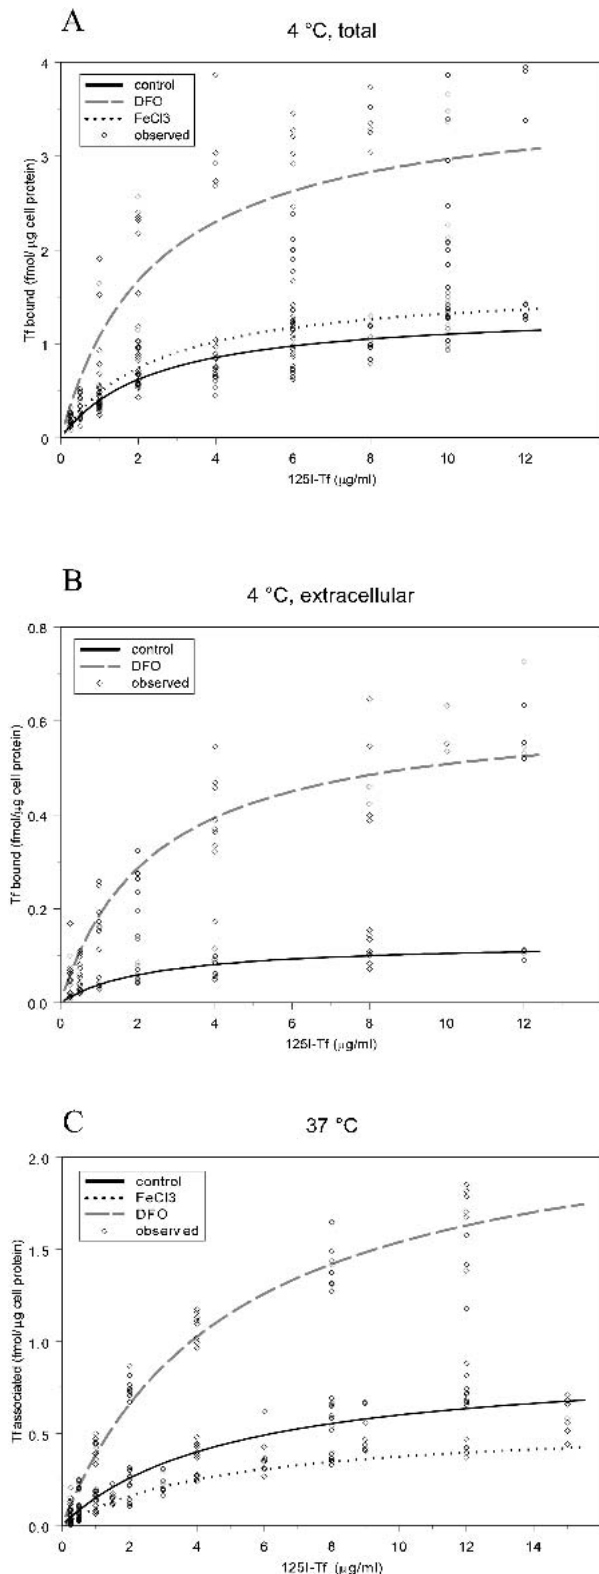 A
4 °C, total
control
DFO
FeCl3
observed
Tf bound (fmol/ μg cell protein)
4
3
2
1
0
0 2 4 6 8 10 12
125I-Tf (μg/ml)
B
4 °C, extracellular
control
DFO
observed
Tf bound (fmol/μg cell protein)
0.8
0.6
0.4
0.2
0.0
0 2 4 6 8 10 12
125I-Tf (μg/ml)
C
37 °C
control
FeCl3
DFO
observed
Tf associated (fmol/ μg cell protein)
2.0
1.5
1.0
0.5
0.0
0 2 4 6 8 10 12 14
125I-Tf (μg/ml)